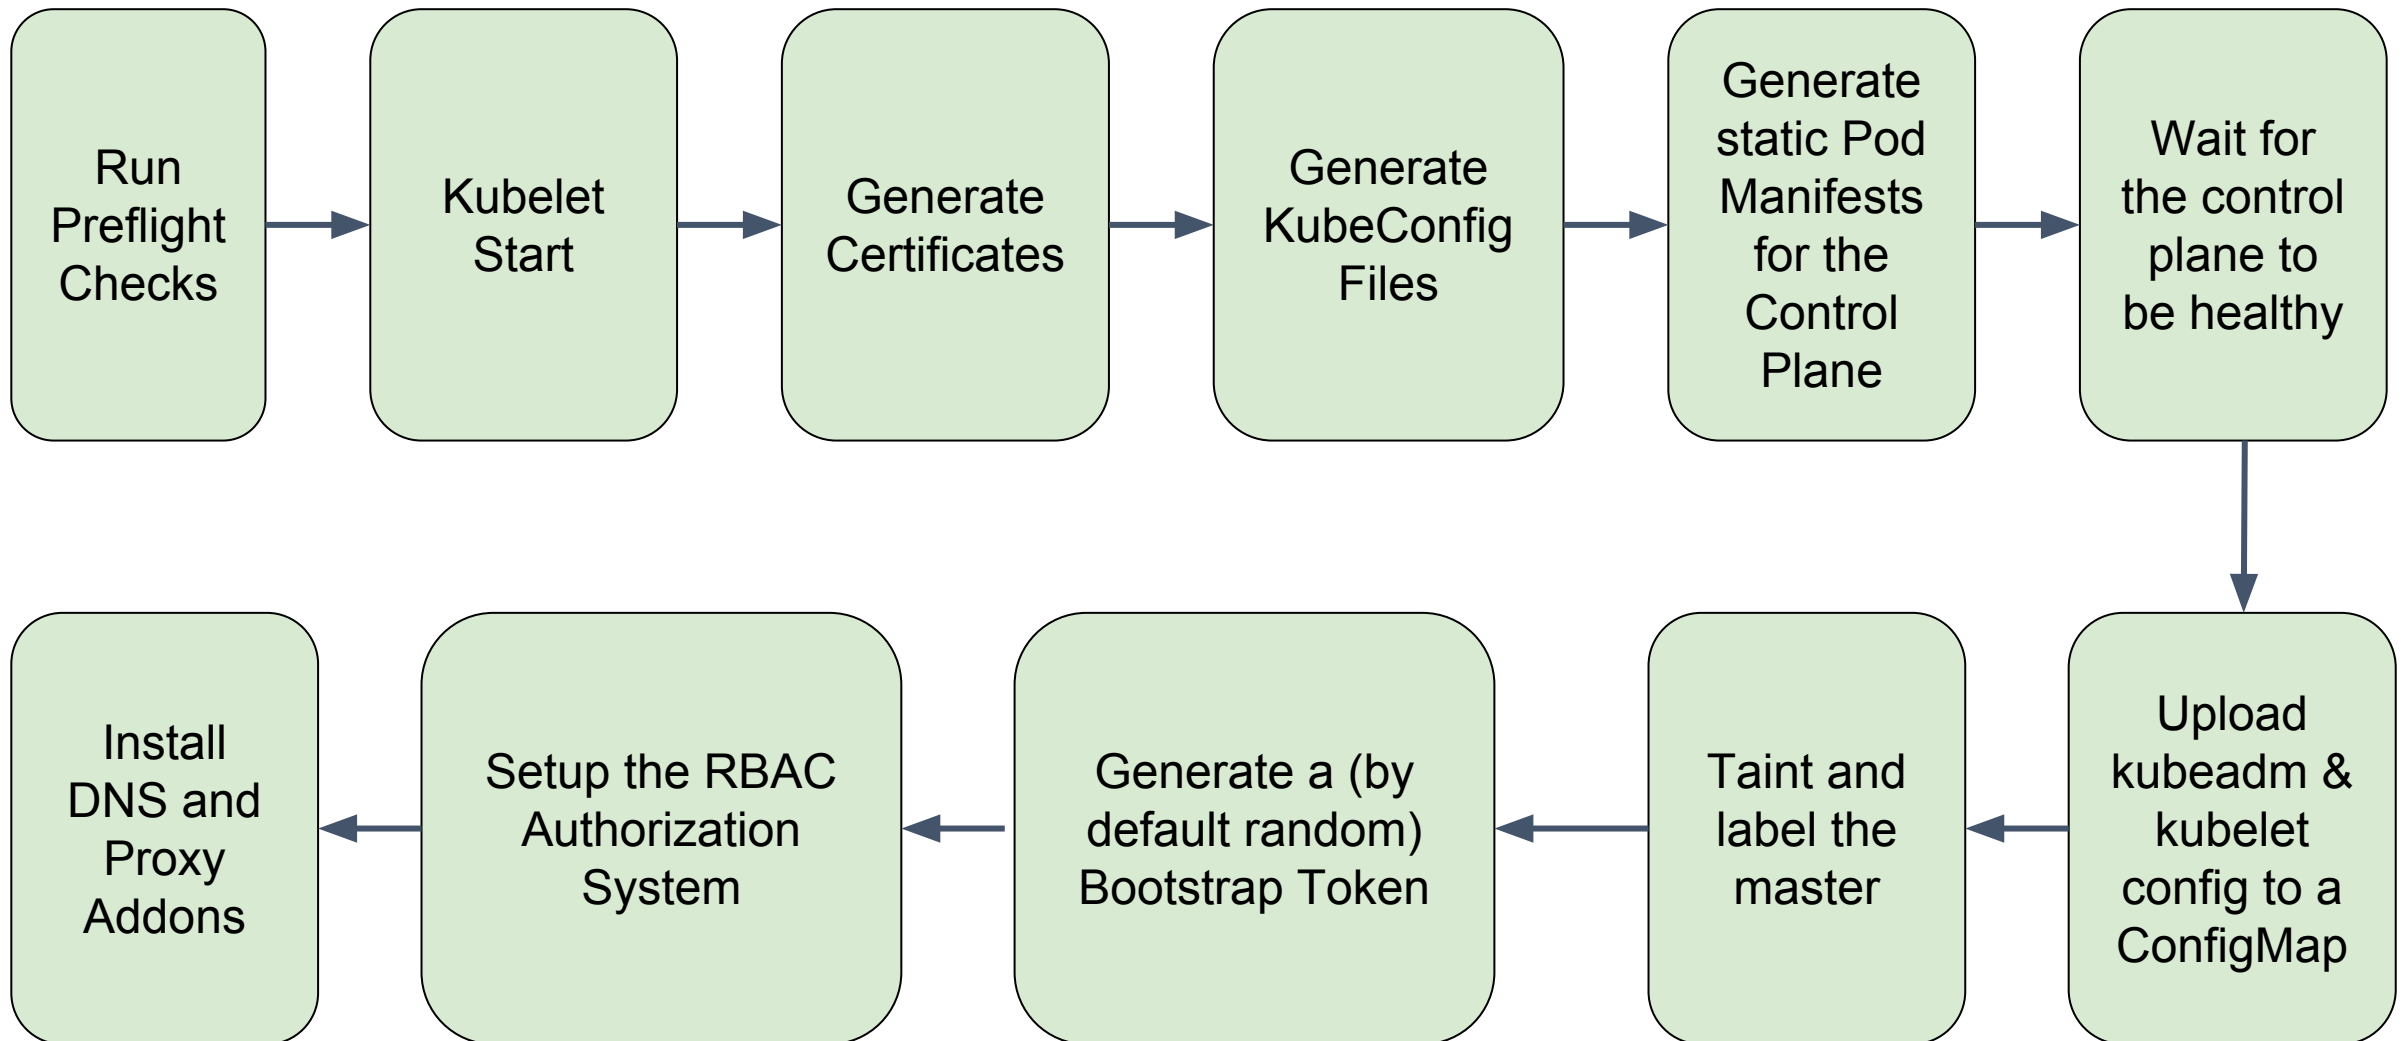 Run
Preflight
Checks
Kubelet
Start
Generate
Certificates
Generate
KubeConfig
Files
Generate
static Pod
Manifests
for the
Control
Plane
Wait for
the control
plane to
be healthy
Upload
kubeadm &
kubelet
config to a
ConfigMap
Taint and
label the
master
Generate a (by
default random)
Bootstrap Token
Setup the RBAC
Authorization
System
Install
DNS and
Proxy
Addons